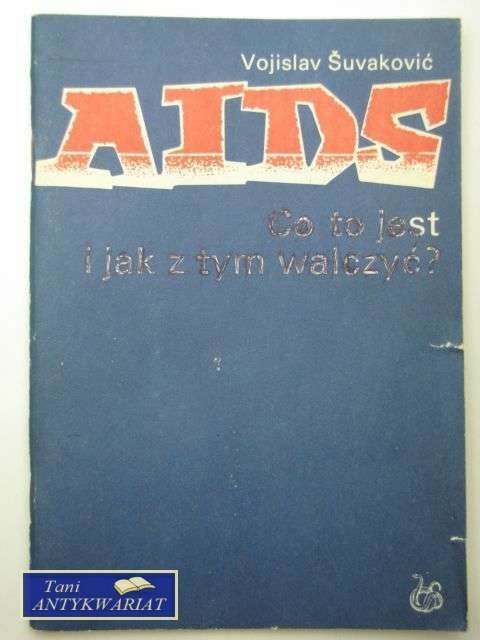 Vojislav Šuvaković
AIDS
Co to jest
i jak z tym walczyć?
Tani
ANTYKWARIAT